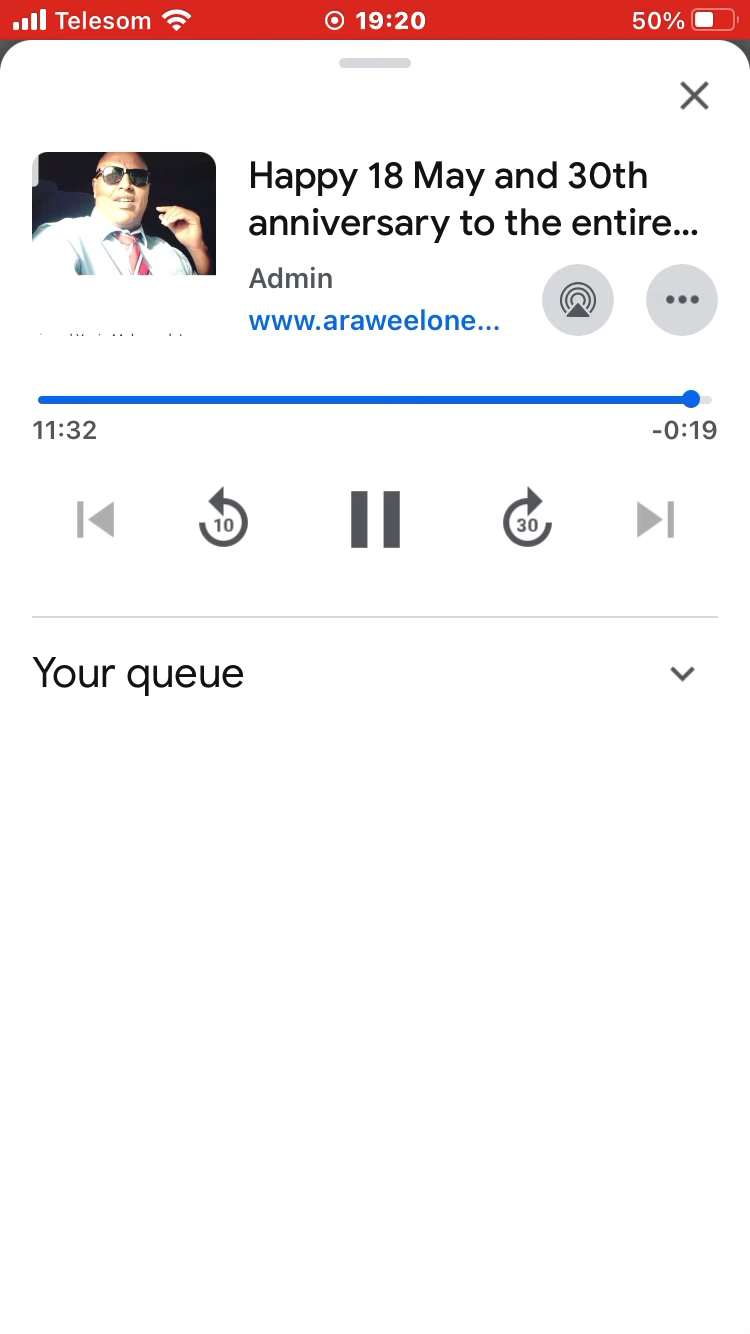 Telesom 19:20 50%
Happy 18 May and 30th
anniversary to the entire...
Admin
www.araweelone...
11:32 -0:19
10 30
Your queue